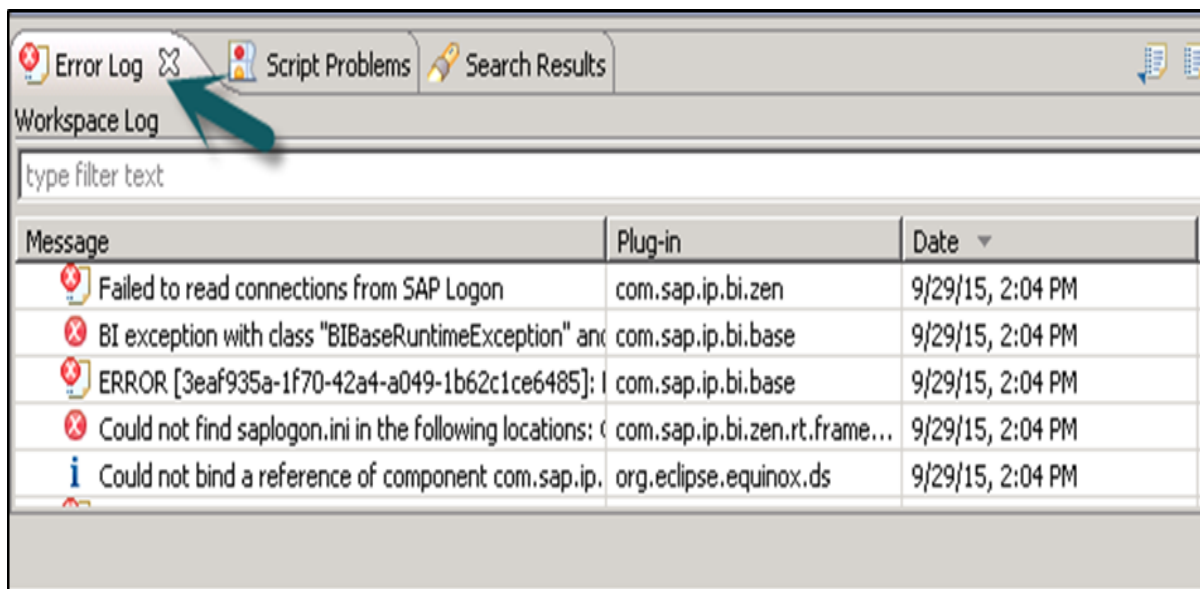 Error Log Script Problems Search Results
Workspace Log
type filter text
Message Plug-in Date
Failed to read connections from SAP Logon com.sap.ip.bi.zen 9/29/15, 2:04 PM
BI exception with class "BIBaseRuntimeException" and com.sap.ip.bi.base 9/29/15, 2:04 PM
ERROR [3eaf935a-1f70-42a4-a049-1b62c1ce6485]: com.sap.ip.bi.base 9/29/15, 2:04 PM
Could not find saplogon.ini in the following locations: com.sap.ip.bi.zen.rt.frame... 9/29/15, 2:04 PM
Could not bind a reference of component com.sap.ip. org.eclipse.equinox.ds 9/29/15, 2:04 PM